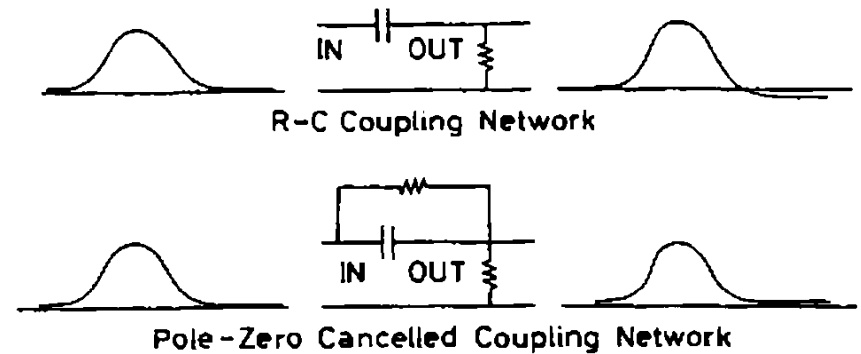 IN OUT
R-C Coupling Network
IN OUT
Pole-Zero Cancelled Coupling Network